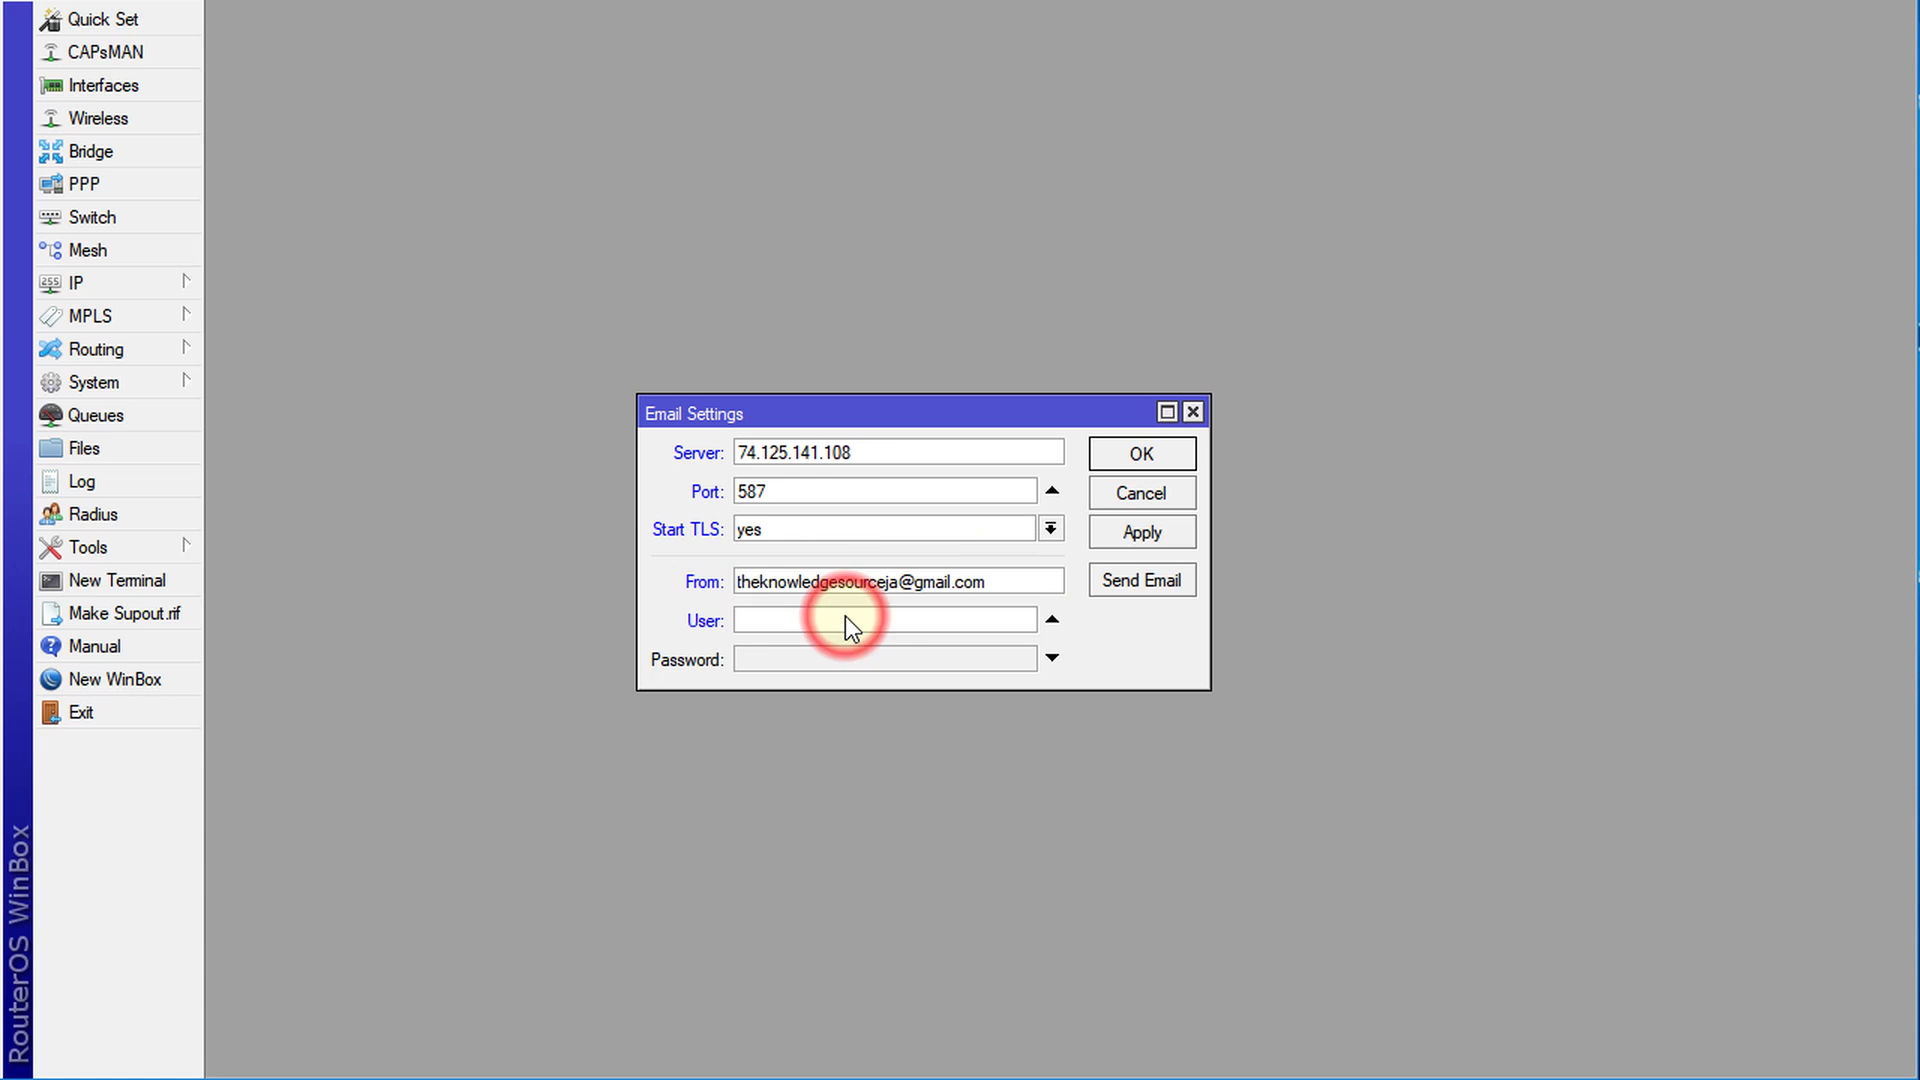 Quick Set
CAPsMAN
Interfaces
Wireless
Bridge
PPP
Switch
Mesh
255 IP
MPLS
Routing
System
Queues
Files
Log
Radius
Tools
New Terminal
Make Supout.rif
Manual
New WinBox
Exit
RouterOS WinBox
Email Settings
Server: 74.125.141.108
OK
Port: 587
Cancel
Start TLS: yes
Apply
From: theknowledgesourceja@gmail.com
Send Email
User:
Password: